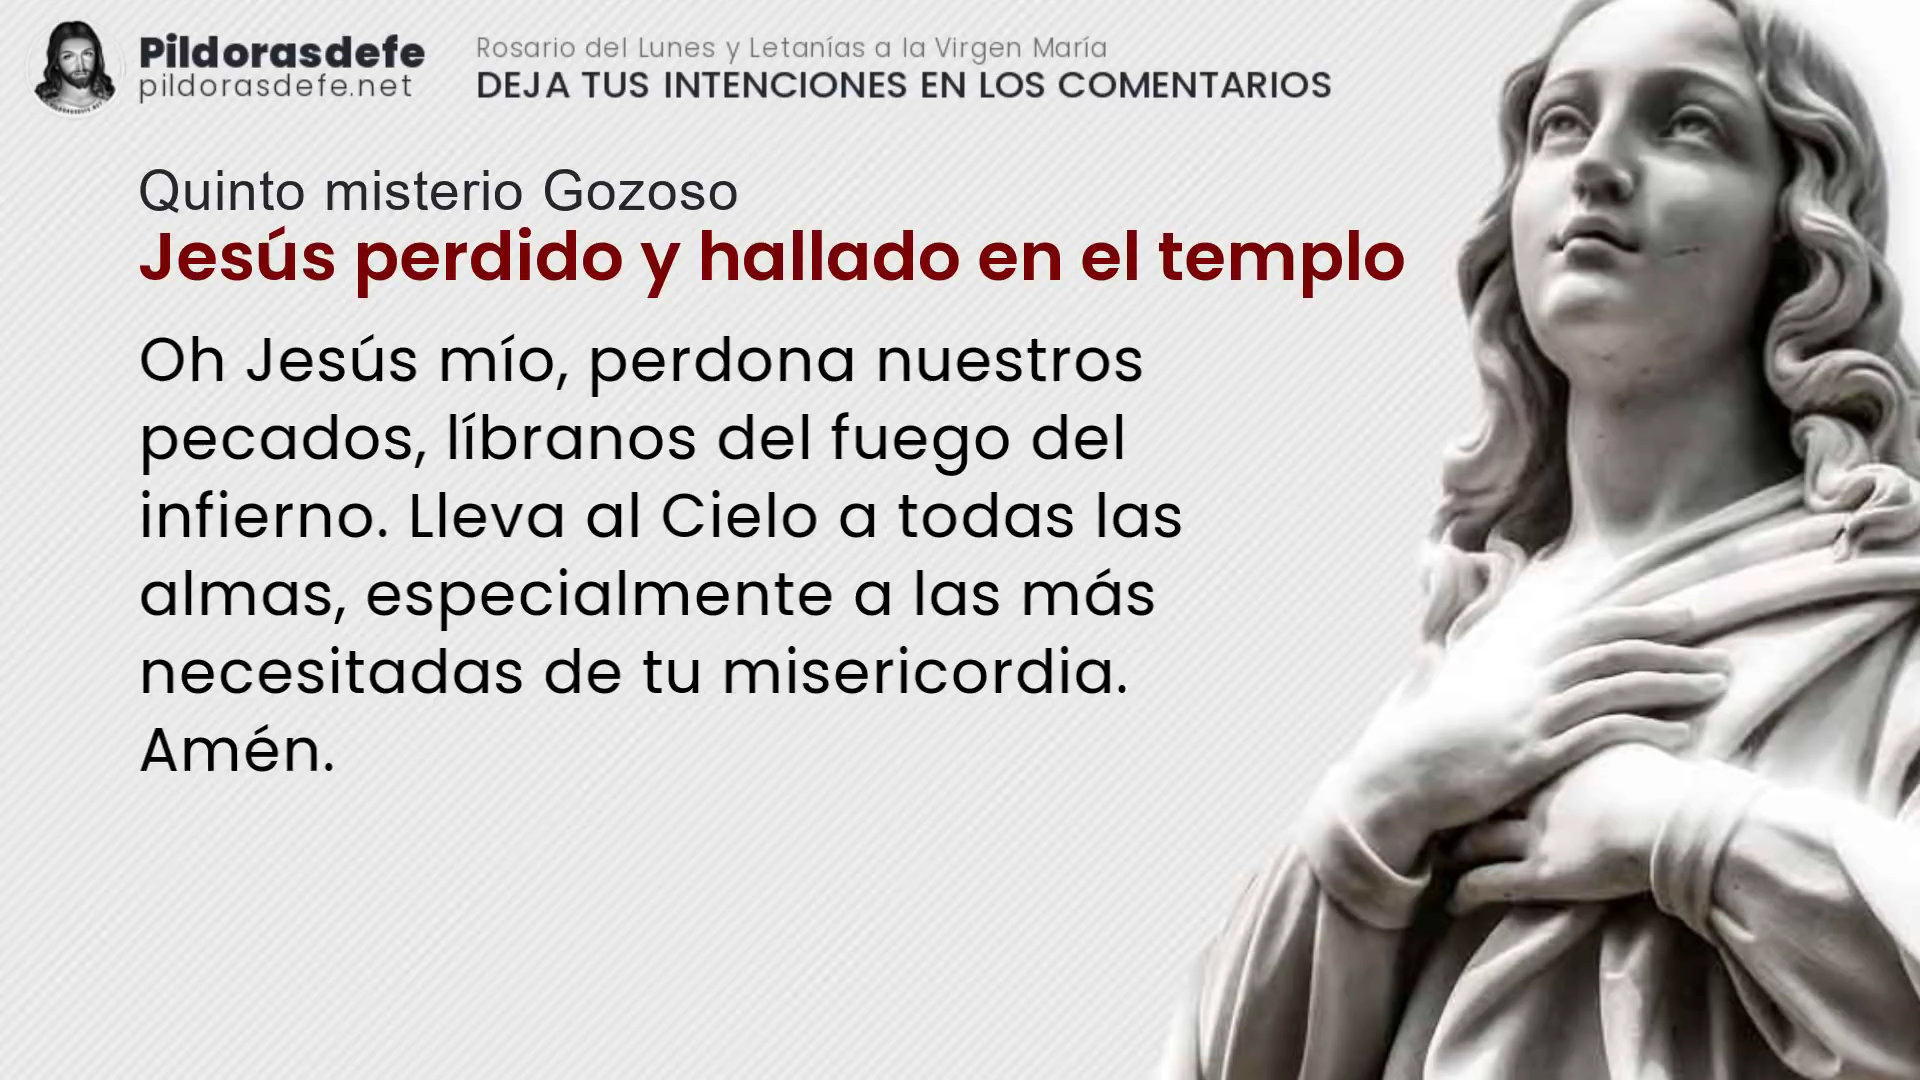 Pildorasdefe
pildorasdefe.net
Rosario del Lunes y Letanías a la Virgen María
DEJA TUS INTENCIONES EN LOS COMENTARIOS
Quinto misterio Gozoso
Jesús perdido y hallado en el templo
Oh Jesús mío, perdona nuestros
pecados, líbranos del fuego del
infierno. Lleva al Cielo a todas las
almas, especialmente a las más
necesitadas de tu misericordia.
Amén.